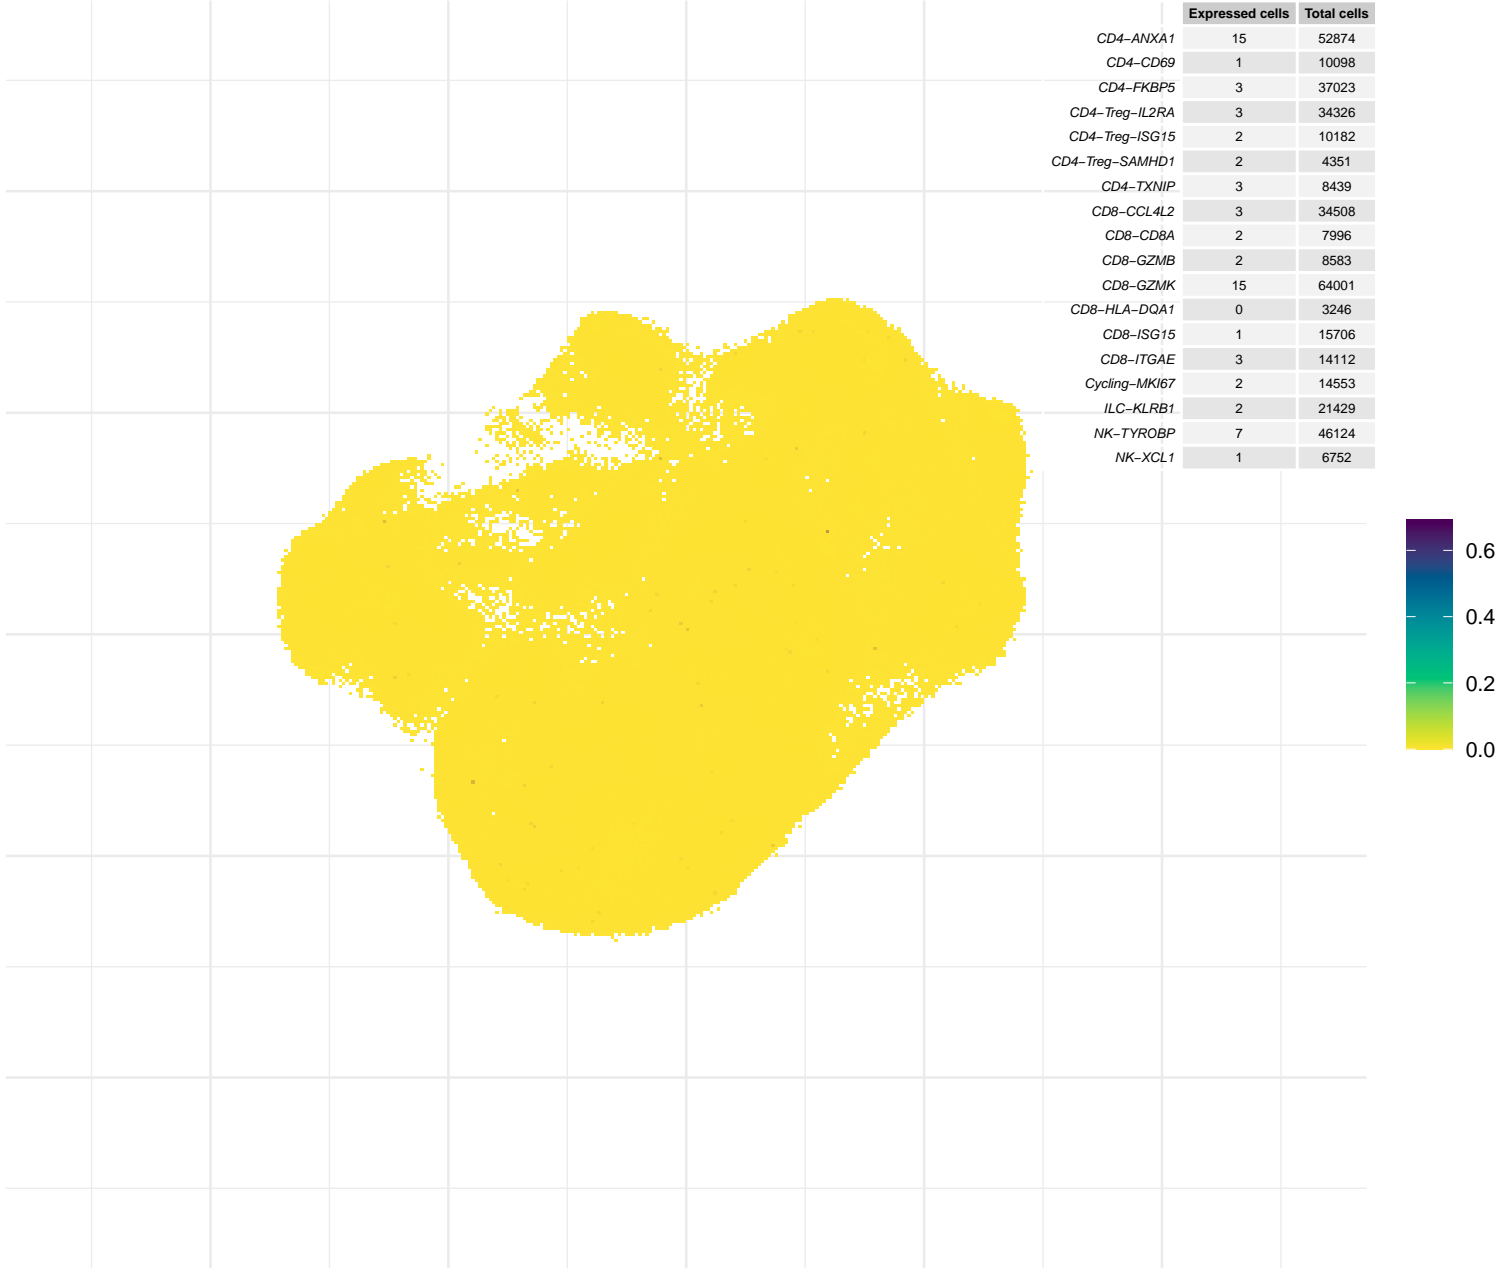 Expressed cells Total cells
CD4−ANXA1 15 52874
CD4−CD69 1 10098
CD4−FKBP5 3 37023
CD4−Treg−IL2RA 3 34326
CD4−Treg−ISG15 2 10182
CD4−Treg−SAMHD1 2 4351
CD4−TXNIP 3 8439
CD8−CCL4L2 3 34508
CD8−CD8A 2 7996
CD8−GZMB 2 8583
CD8−GZMK 15 64001
CD8−HLA−DQA1 0 3246
CD8−ISG15 1 15706
CD8−ITGAE 3 14112
Cycling−MKI67 2 14553
ILC−KLRB1 2 21429
NK−TYROBP 7 46124
NK−XCL1 1 6752
0.6
0.4
0.2
0.0